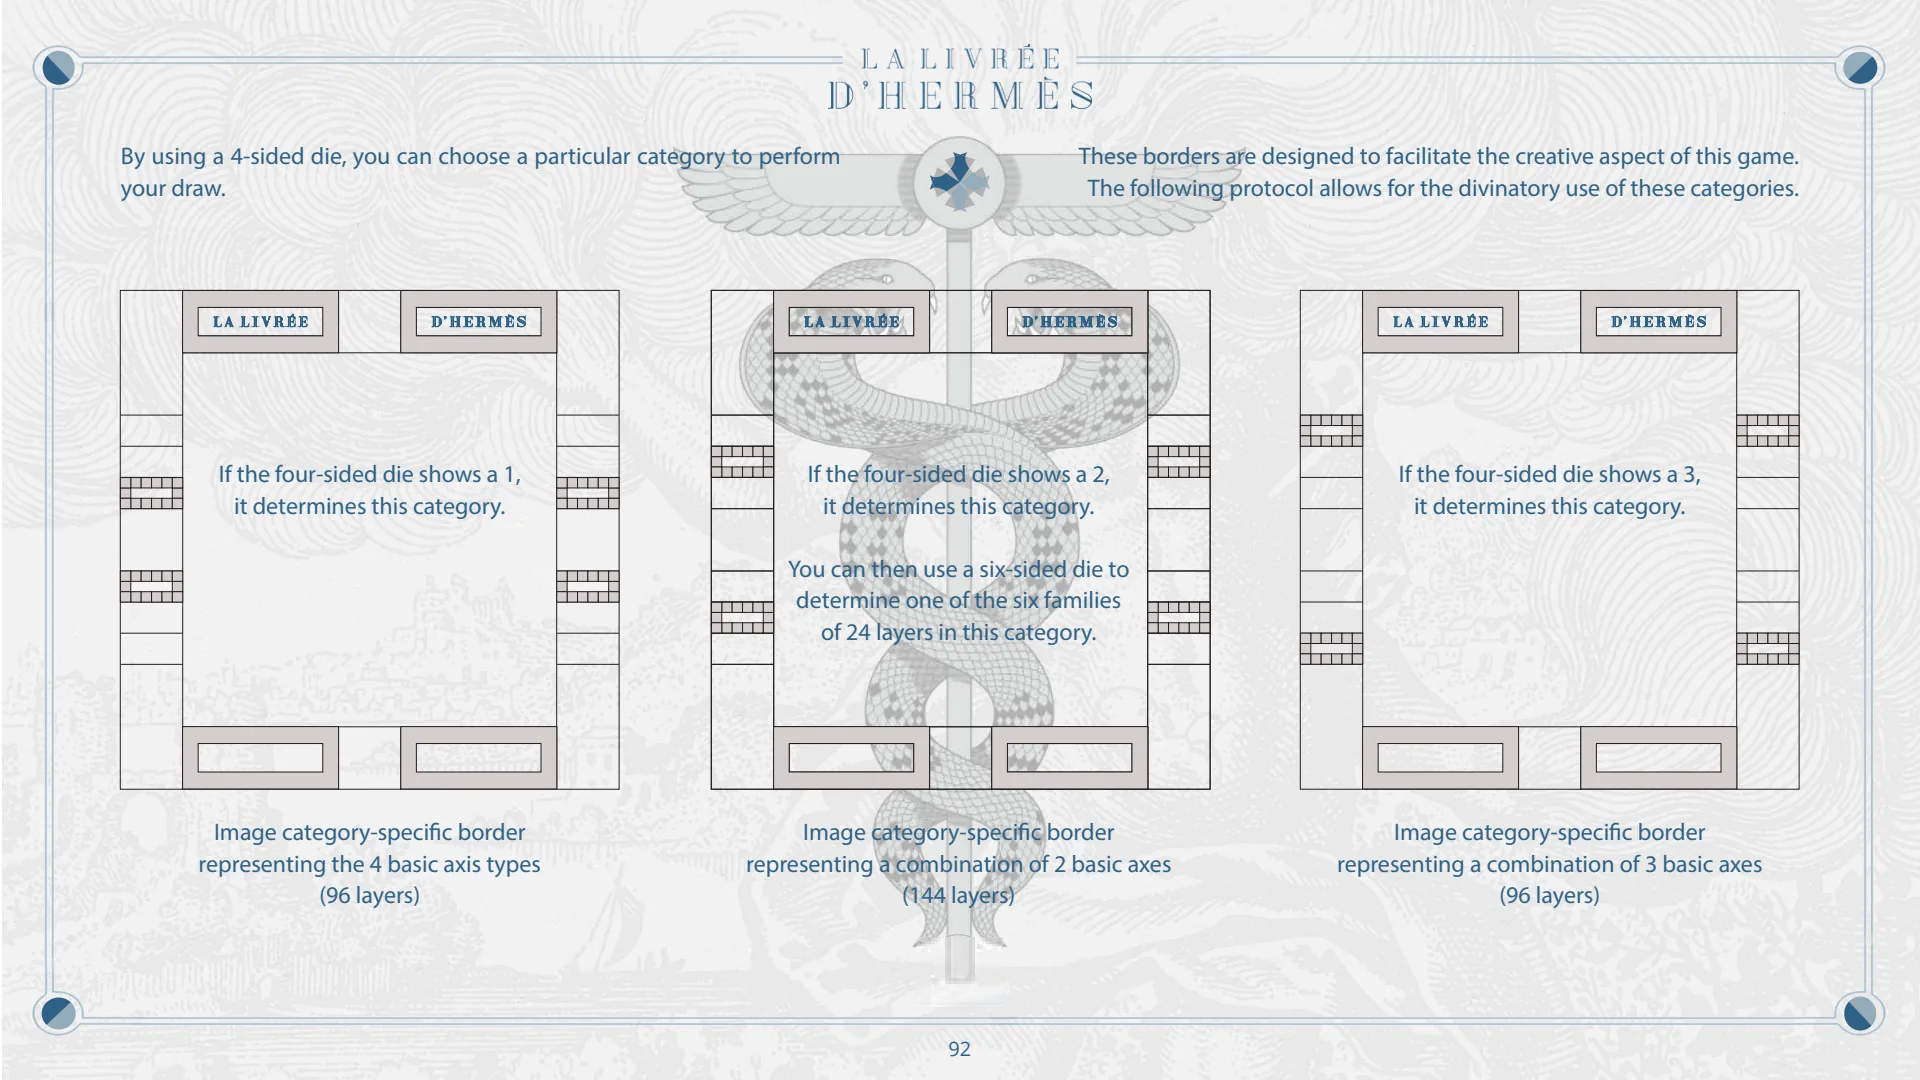 LA LIVRÉE
D'HERMÈS
By using a 4-sided die, you can choose a particular category to perform
your draw.
These borders are designed to facilitate the creative aspect of this game.
The following protocol allows for the divinatory use of these categories.
LA LIVRÉE
D'HERMÈS
If the four-sided die shows a 1,
it determines this category.
Image category-specific border
representing the 4 basic axis types
(96 layers)
LA LIVRÉE
D'HERMÈS
If the four-sided die shows a 2,
it determines this category.
You can then use a six-sided die to
determine one of the six families
of 24 layers in this category.
Image category-specific border
representing a combination of 2 basic axes
(144 layers)
LA LIVRÉE
D'HERMÈS
If the four-sided die shows a 3,
it determines this category.
Image category-specific border
representing a combination of 3 basic axes
(96 layers)
92